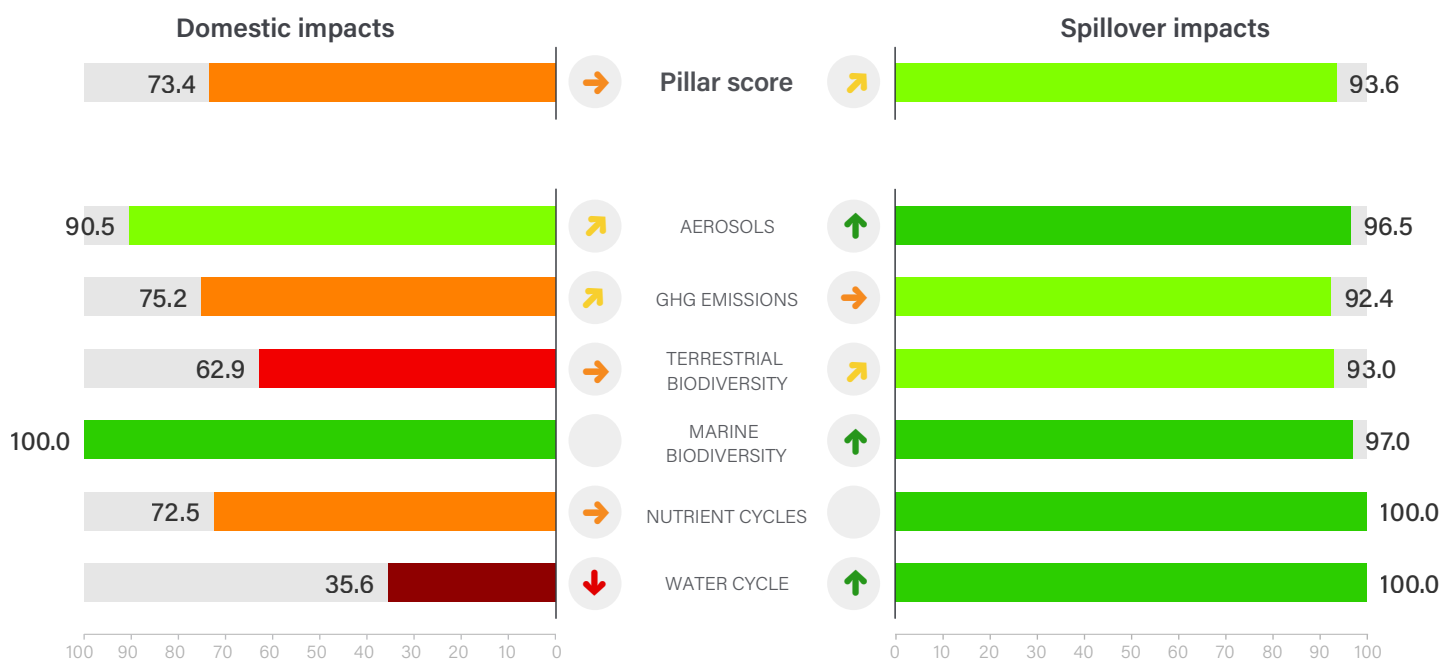 Domestic impacts
Spillover impacts
73.4
Pillar score
93.6
90.5
AEROSOLS
96.5
75.2
GHG EMISSIONS
92.4
62.9
TERRESTRIAL
BIODIVERSITY
93.0
100.0
MARINE
BIODIVERSITY
97.0
72.5
NUTRIENT CYCLES
100.0
35.6
WATER CYCLE
100.0
100 90 80 70 60 50 40 30 20 10 0
0 10 20 30 40 50 60 70 80 90 100